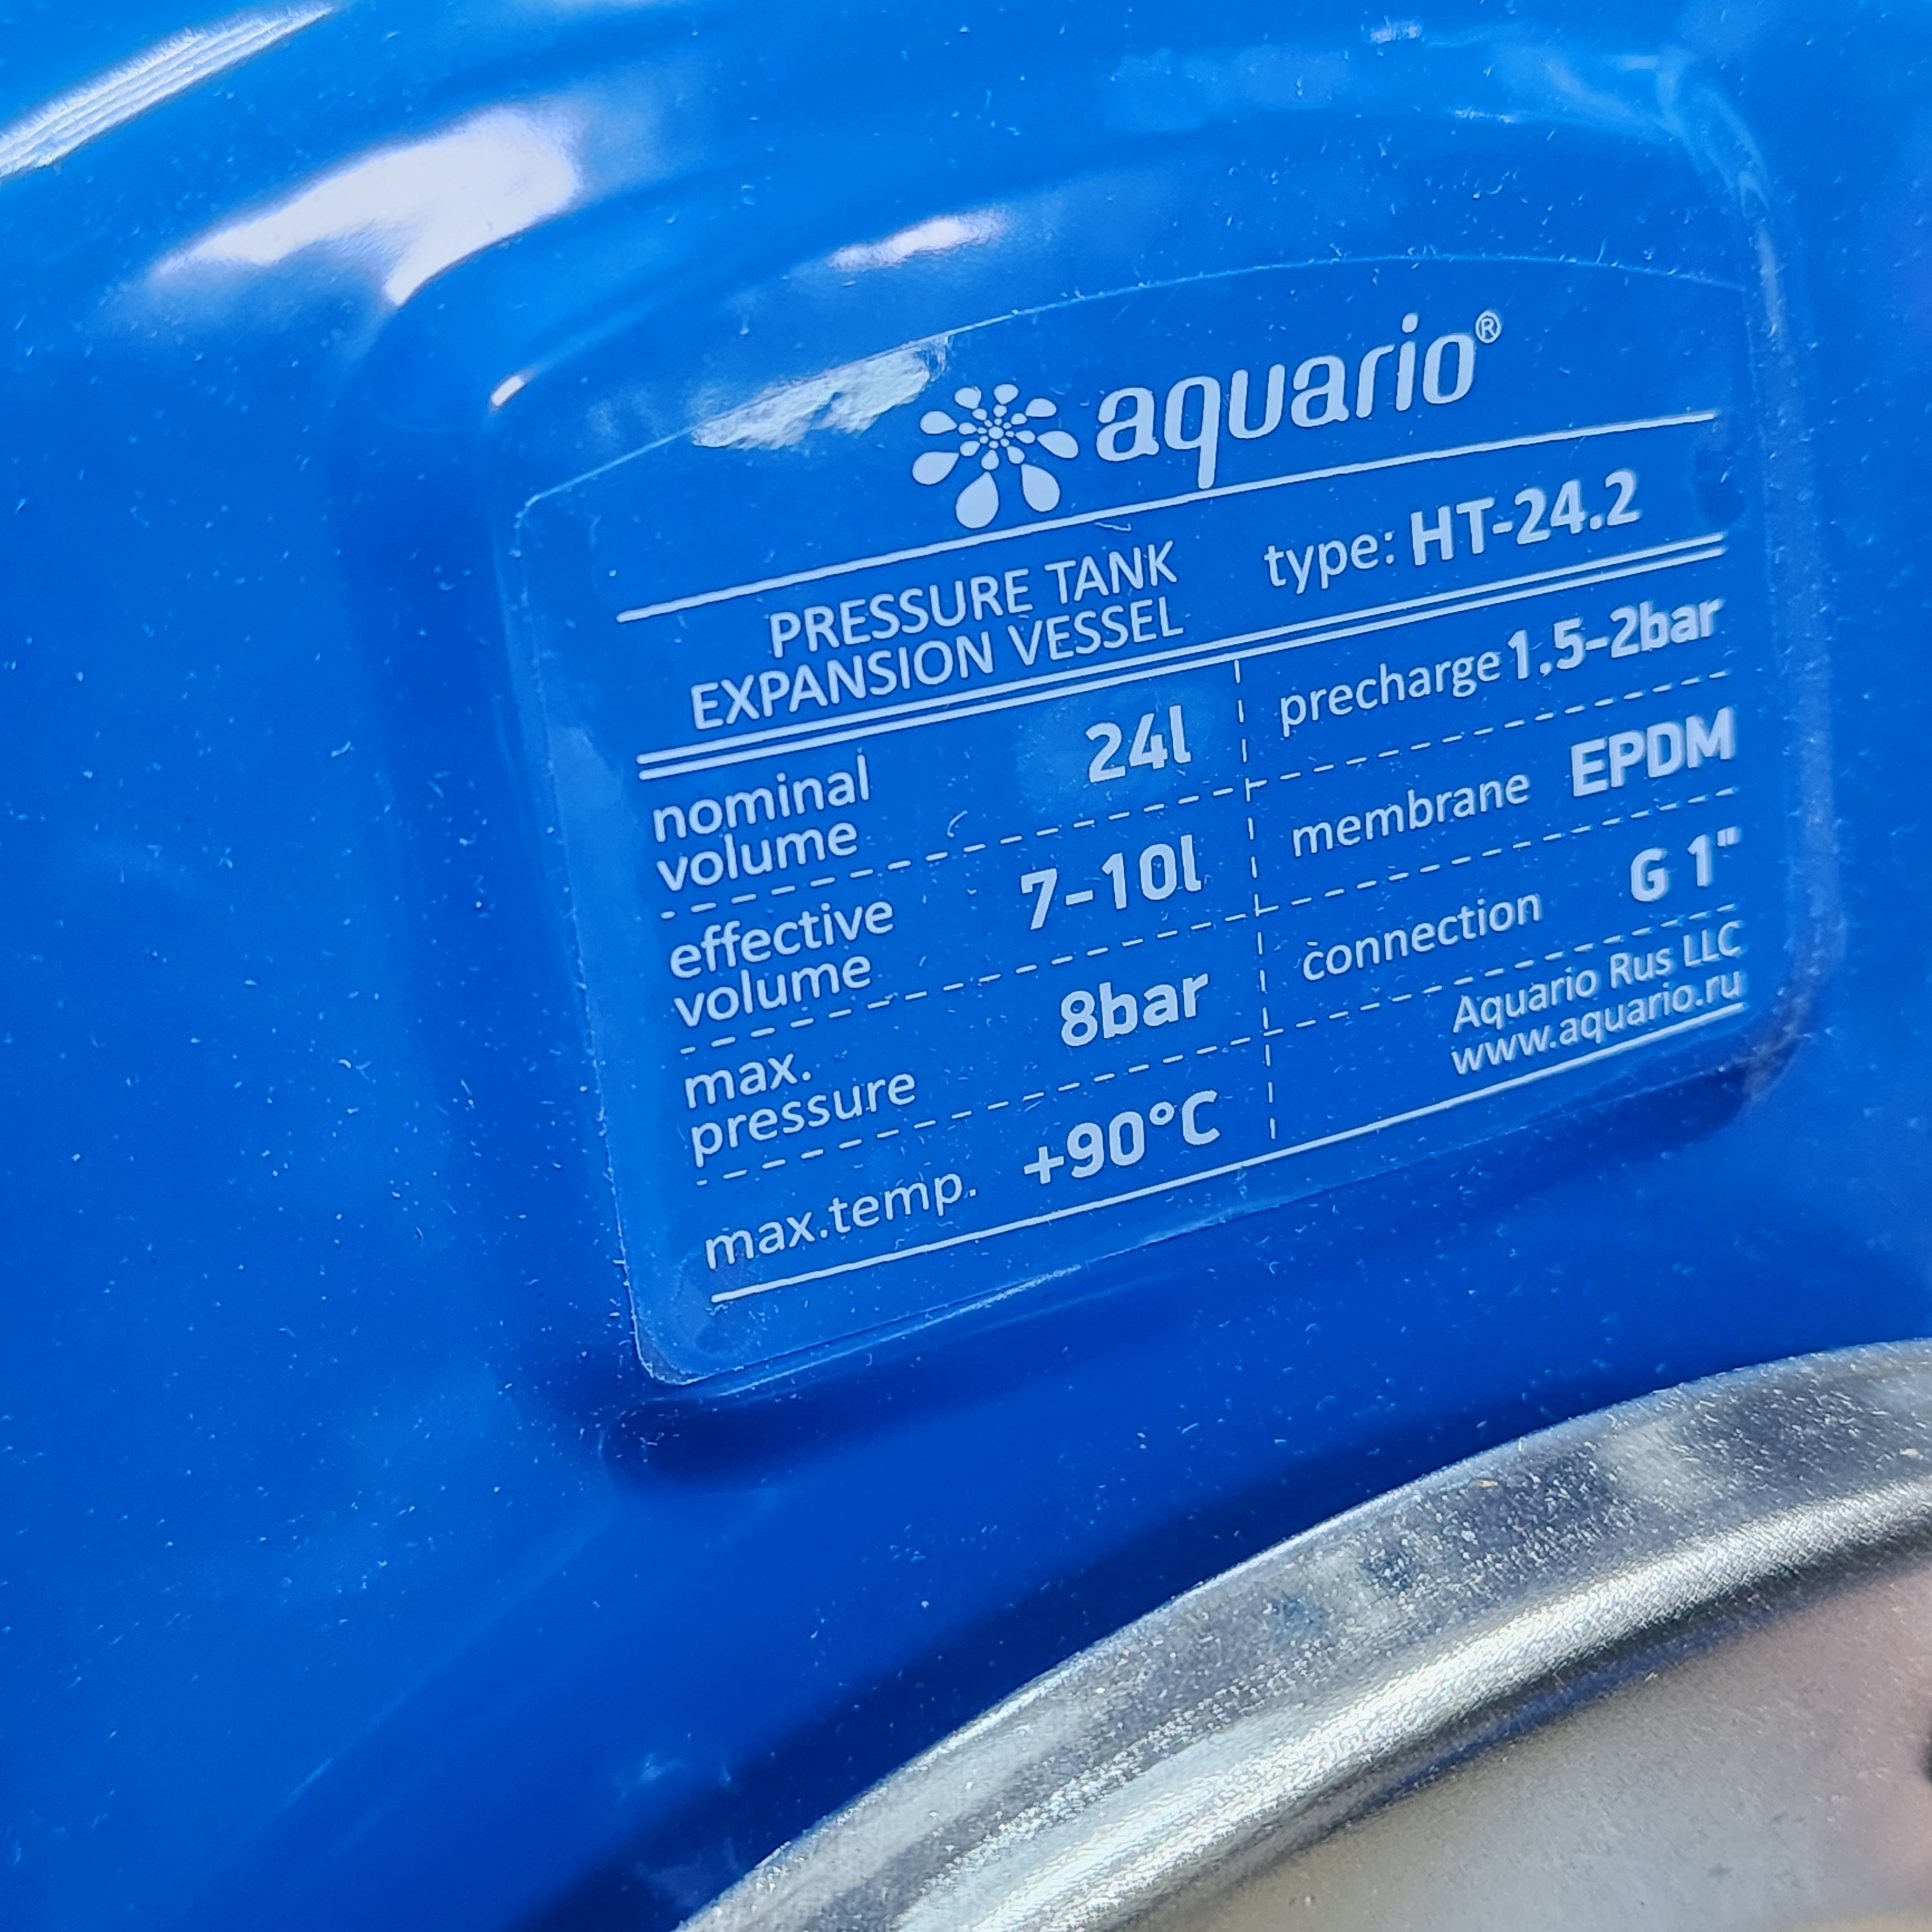 aquario®
PRESSURE TANK
EXPANSION VESSEL
type: HT-24.2
nominal
volume
24l
effective
volume
7-10l
max.
pressure
8bar
max.temp. +90°C
precharge 1.5-2bar
membrane EPDM
connection G 1"
Aquario Rus LLC
www.aquario.ru